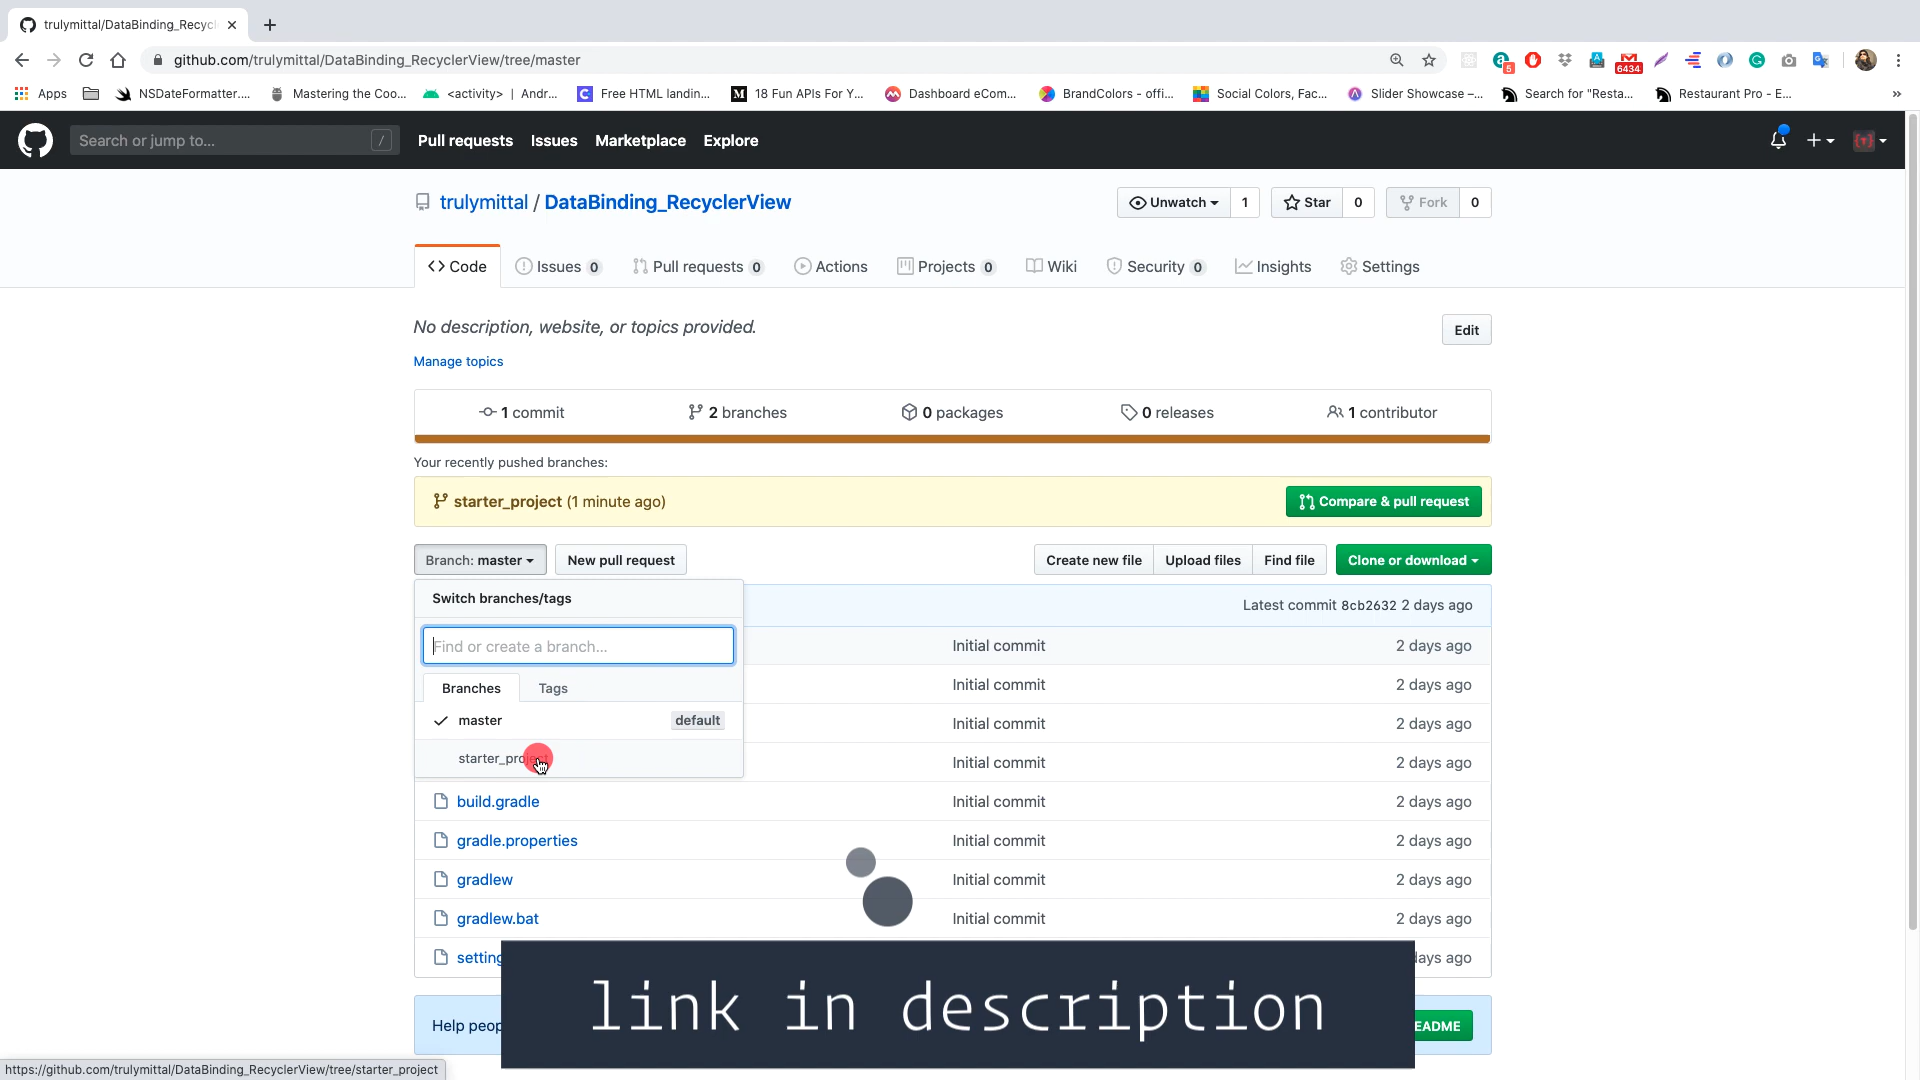 trulymittal/DataBinding_Recycl
github.com/trulymittal/DataBinding_RecyclerView/tree/master
5
6434
Apps
NSDateFormatter....
Mastering the Coo...
<activity> | Andr...
Free HTML landin...
18 Fun APIs For Y...
Dashboard eCom...
BrandColors - offi...
Social Colors, Fac...
Slider Showcase –...
Search for "Resta...
Restaurant Pro - E...
»
Search or jump to... /
Pull requests Issues Marketplace Explore
trulymittal / DataBinding_RecyclerView
Unwatch 1
Star 0
Fork 0
Code
Issues 0
Pull requests 0
Actions
Projects 0
Wiki
Security 0
Insights
Settings
No description, website, or topics provided.
Edit
Manage topics
1 commit
2 branches
0 packages
0 releases
1 contributor
Your recently pushed branches:
starter_project (1 minute ago)
Compare & pull request
Branch: master
New pull request
Create new file
Upload files
Find file
Clone or download
Switch branches/tags
Latest commit 8cb2632 2 days ago
Find or create a branch...
Initial commit 2 days ago
Initial commit 2 days ago
Branches Tags
master default
Initial commit 2 days ago
starter_project
Initial commit 2 days ago
build.gradle Initial commit 2 days ago
gradle.properties Initial commit 2 days ago
gradlew Initial commit 2 days ago
gradlew.bat Initial commit 2 days ago
setting
days ago
link in description
Help peop
EADME
https://github.com/trulymittal/DataBinding_RecyclerView/tree/starter_project